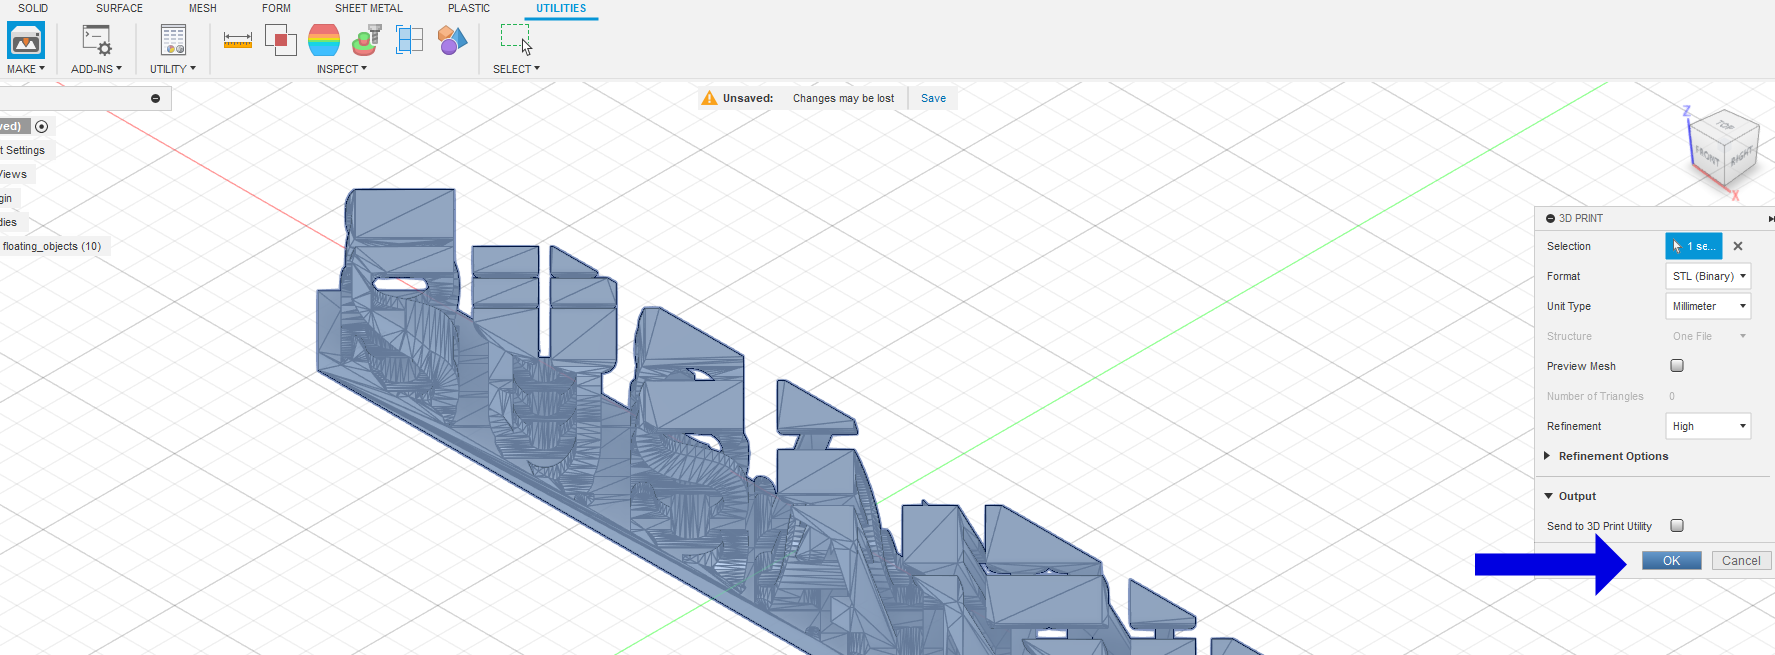 SOLID SURFACE MESH FORM SHEET METAL PLASTIC UTILITIES
MAKE ADD-INS UTILITY INSPECT SELECT
Unsaved: Changes may be lost Save
ved)
t Settings
Views
gin
dies
floating_objects (10)
Z
TOP
FRONT RIGHT
X
3D PRINT
Selection 1 se...
Format STL (Binary)
Unit Type Millimeter
Structure One File
Preview Mesh
Number of Triangles 0
Refinement High
Refinement Options
Output
Send to 3D Print Utility
OK Cancel